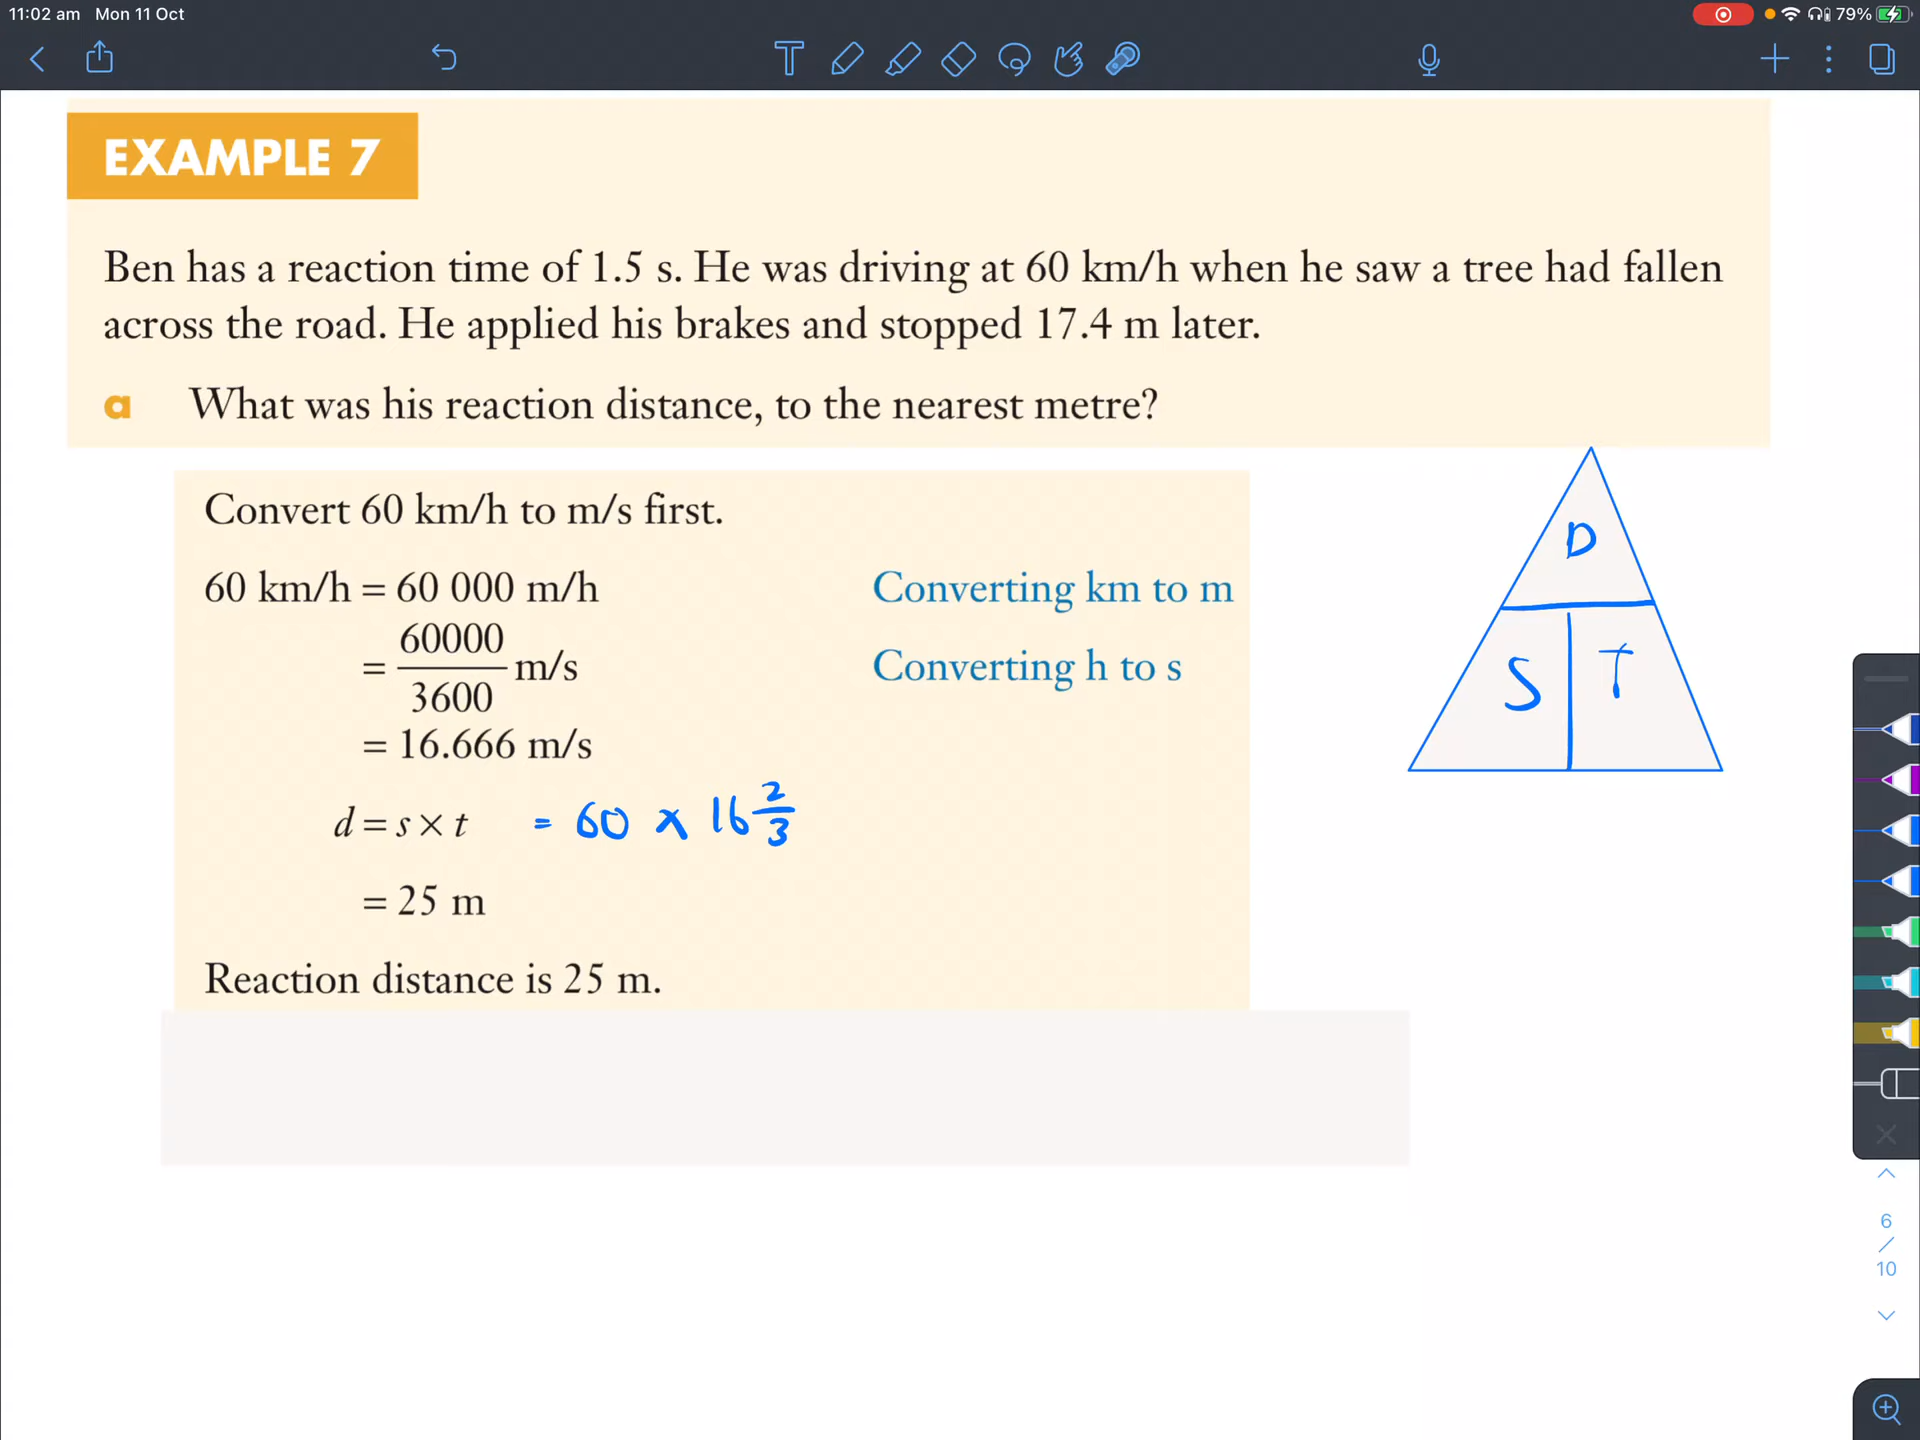 11:02 am Mon 11 Oct
79%
EXAMPLE 7
Ben has a reaction time of 1.5 s. He was driving at 60 km/h when he saw a tree had fallen
across the road. He applied his brakes and stopped 17.4 m later.
a What was his reaction distance, to the nearest metre?
Convert 60 km/h to m/s first.
60 km/h = 60 000 m/h Converting km to m
= 60000/3600 m/s Converting h to s
= 16.666 m/s
d = s × t = 60 × 16 2/3
= 25 m
Reaction distance is 25 m.
D
S T
6
/
10